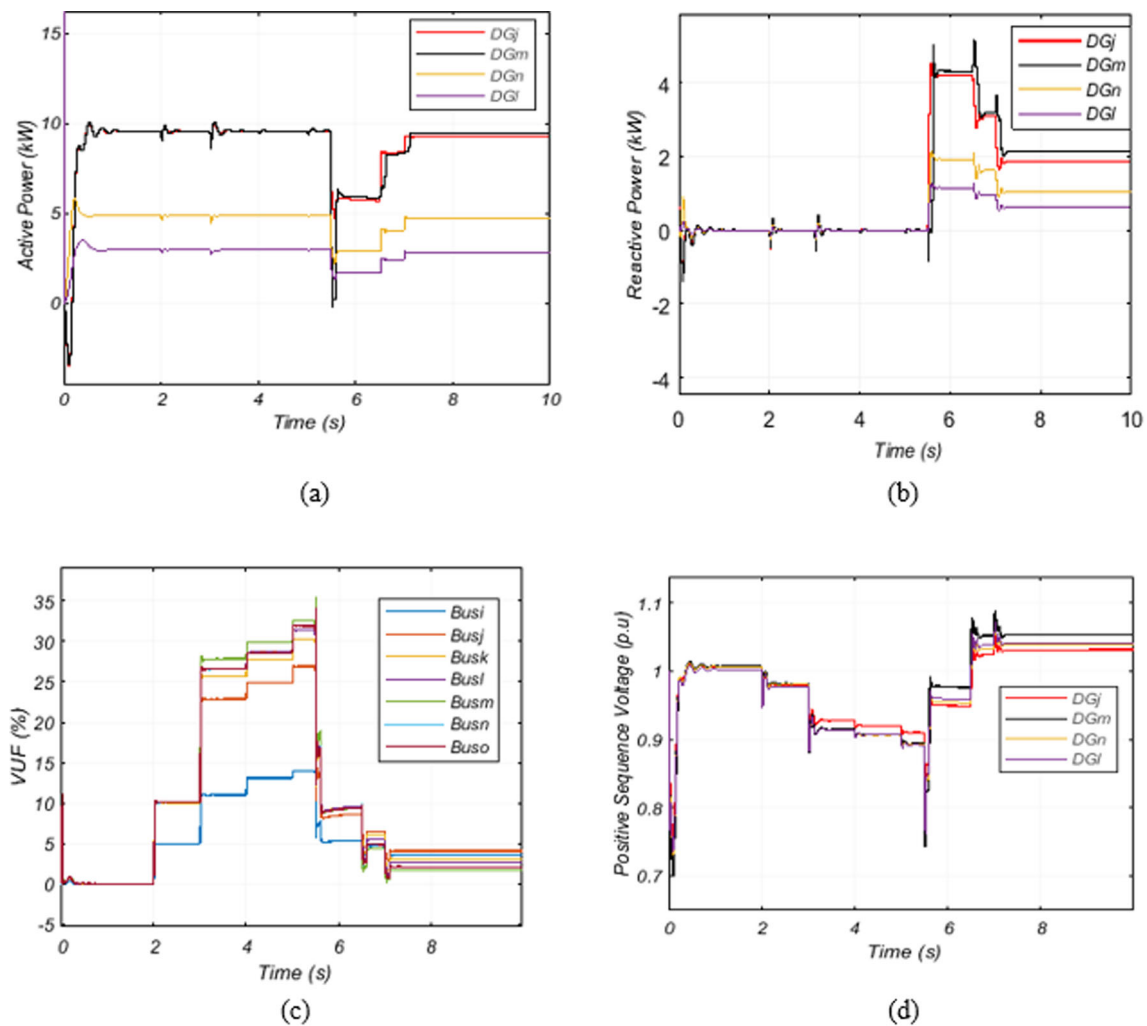 15
10
5
0
Active Power (kW)
DGj
DGm
DGn
DGl
0 2 4 6 8 10
Time (s)
(a)
4
2
0
-2
-4
Reactive Power (kW)
DGj
DGm
DGn
DGl
0 2 4 6 8 10
Time (s)
(b)
35
30
25
20
15
10
5
0
-5
VUF (%)
Busi
Busj
Busk
Busl
Busm
Busn
Buso
0 2 4 6 8
Time (s)
(c)
1.1
1
0.9
0.8
0.7
Positive Sequence Voltage (p.u)
DGj
DGm
DGn
DGl
0 2 4 6 8
Time (s)
(d)